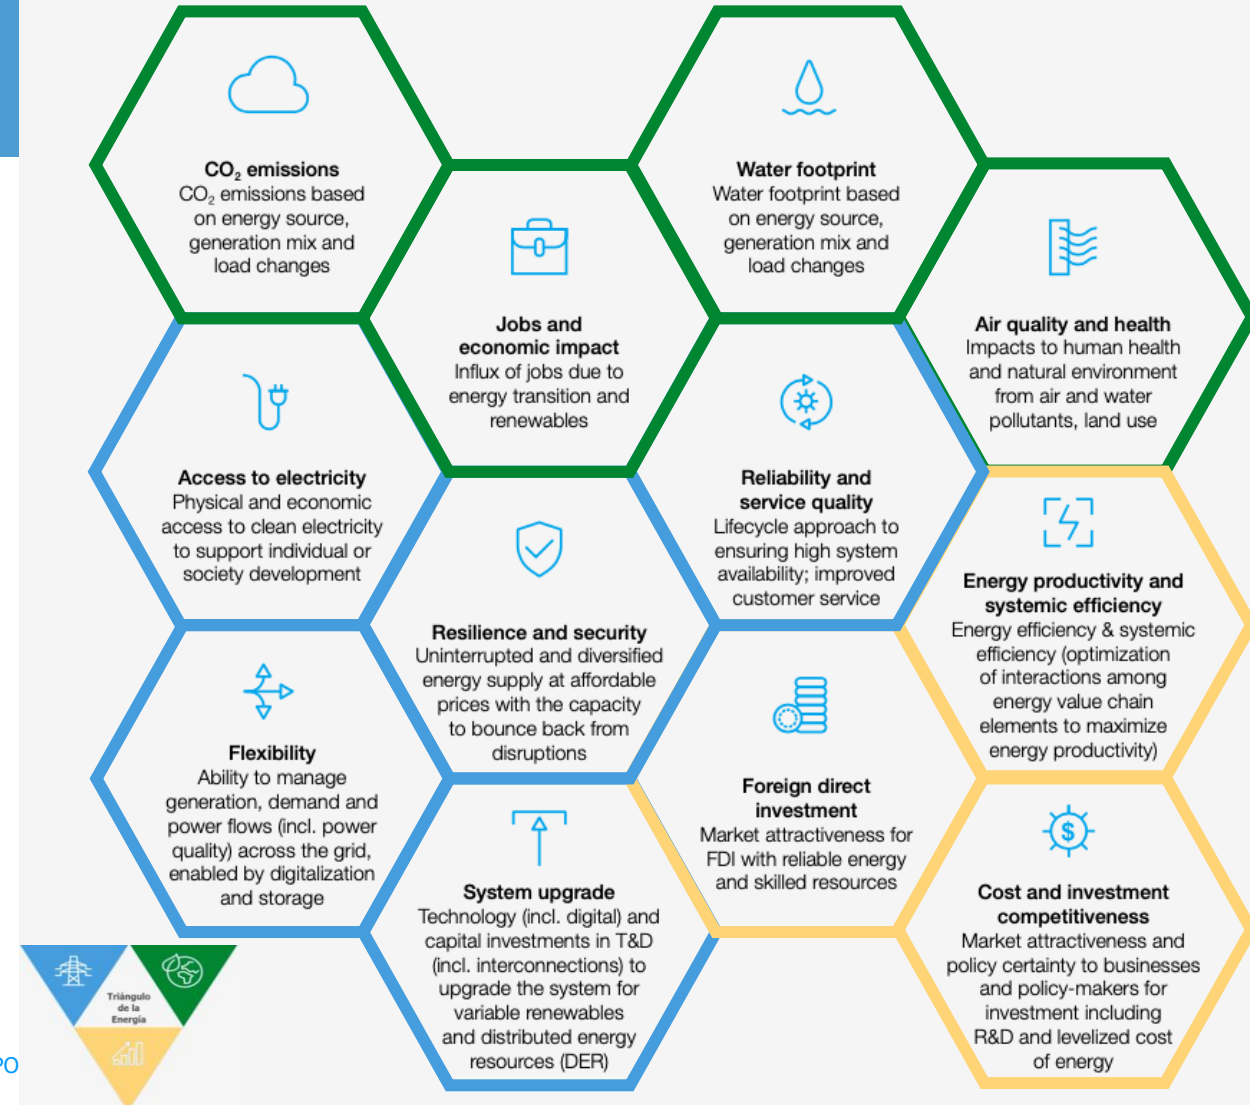 CO₂ emissions
CO₂ emissions based
on energy source,
generation mix and
load changes
Water footprint
Water footprint based
on energy source,
generation mix and
load changes
Jobs and
economic impact
Influx of jobs due to
energy transition and
renewables
Air quality and health
Impacts to human health
and natural environment
from air and water
pollutants, land use
Access to electricity
Physical and economic
access to clean electricity
to support individual or
society development
Reliability and
service quality
Lifecycle approach to
ensuring high system
availability; improved
customer service
Resilience and security
Uninterrupted and diversified
energy supply at affordable
prices with the capacity
to bounce back from
disruptions
Energy productivity and
systemic efficiency
Energy efficiency & systemic
efficiency (optimization
of interactions among
energy value chain
elements to maximize
energy productivity)
Flexibility
Ability to manage
generation, demand and
power flows (incl. power
quality) across the grid,
enabled by digitalization
and storage
Foreign direct
investment
Market attractiveness for
FDI with reliable energy
and skilled resources
System upgrade
Technology (incl. digital) and
capital investments in T&D
(incl. interconnections) to
upgrade the system for
variable renewables
and distributed energy
resources (DER)
$
Cost and investment
competitiveness
Market attractiveness and
policy certainty to businesses
and policy-makers for
investment including
R&D and levelized cost
of energy
Triángulo
de la
Energía
PO